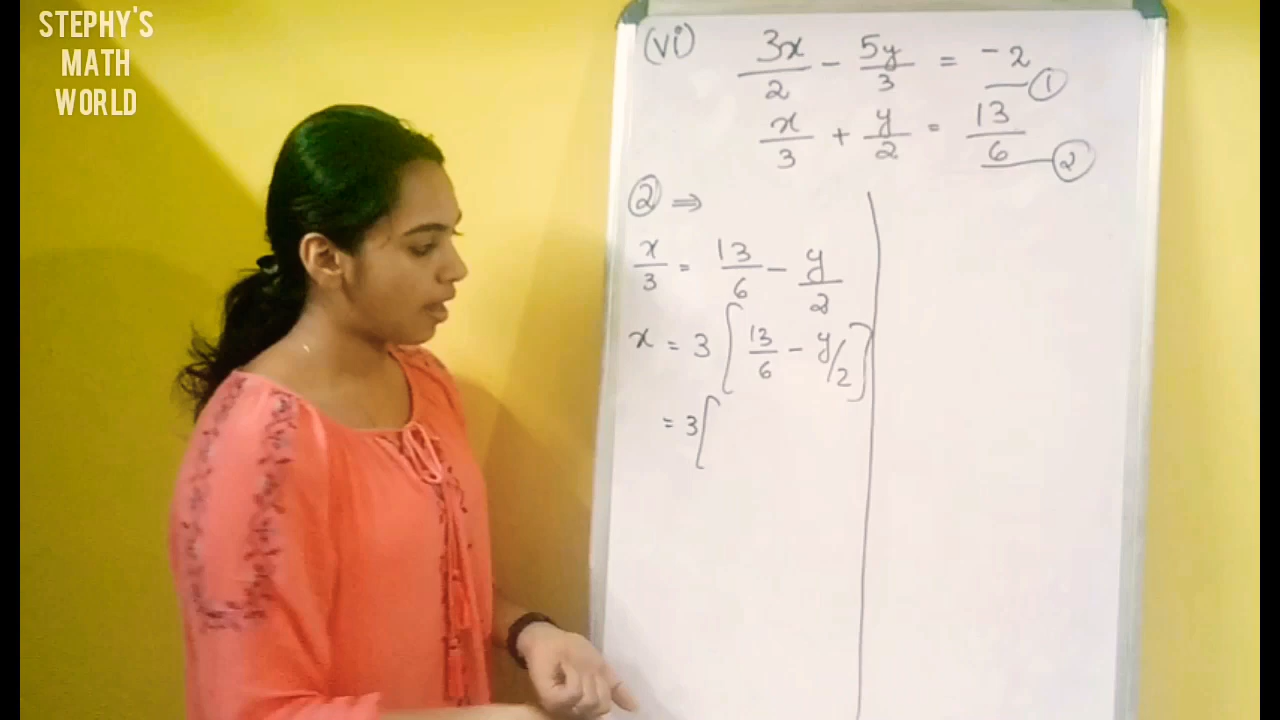 STEPHY'S
MATH
WORLD
(vi) 3x/2 - 5y/3 = -2 ①
x/3 + y/2 = 13/6 ②
② ⇒
x/3 = 13/6 - y/2
x = 3 [13/6 - y/2]
= 3 [